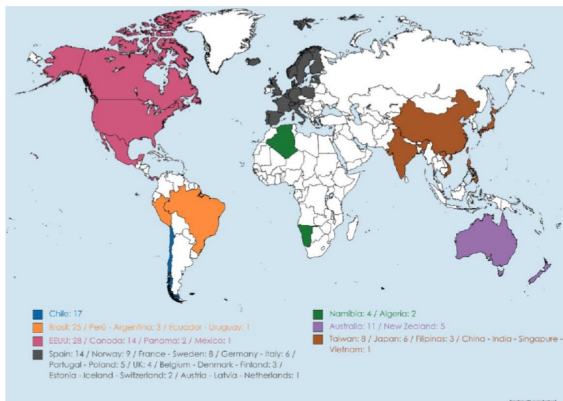 Chile: 17
Brasil: 25 / Perú - Argentina: 3 / Ecuador - Uruguay: 1
EEUU: 28 / Canada: 14 / Panama: 2 / Mexico: 1
Spain: 14 / Norway: 9 / France - Sweden: 8 / Germany - Italy: 6 /
Portugal - Poland: 5 / UK: 4 / Belgium - Denmark - Finland: 3 /
Estonia - Iceland - Switzerland: 2 / Austria - Latvia - Netherlands: 1
Namibia: 4 / Algeria: 2
Australia: 11 / New Zealand: 5
Taiwan: 8 / Japan: 6 / Filipinas: 3 / China - India - Singapure -
Vietnam: 1